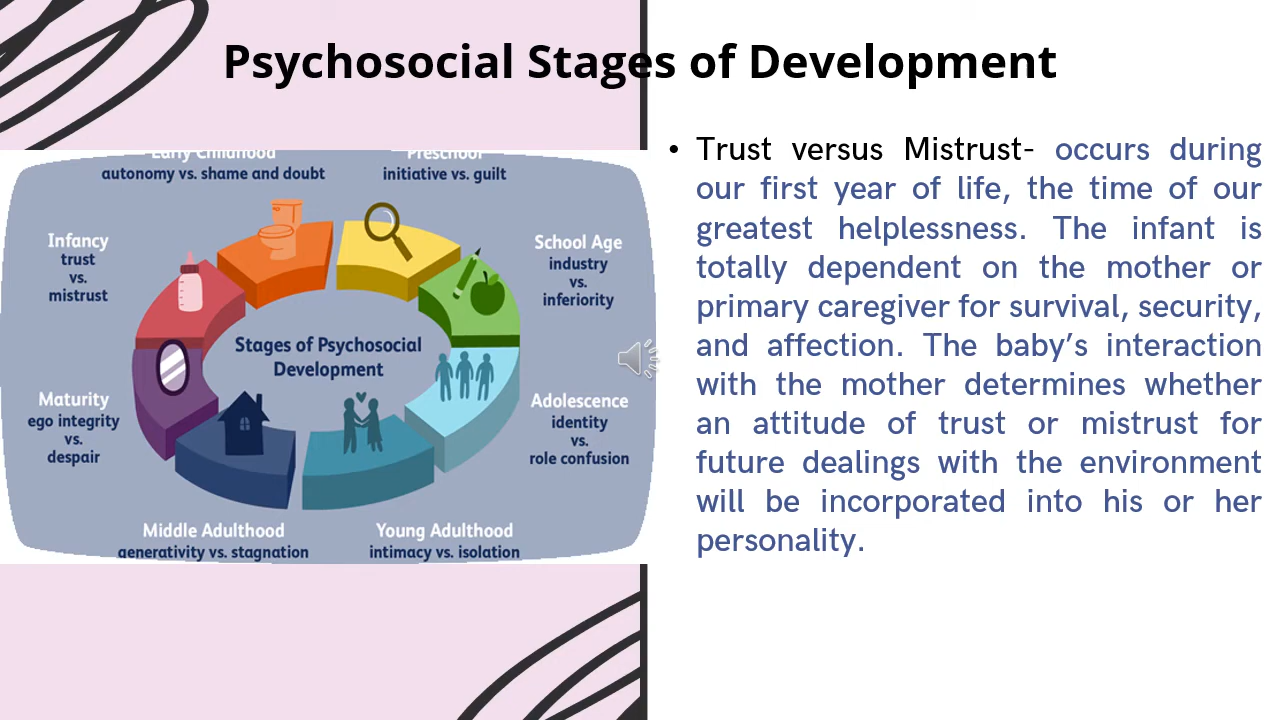 Psychosocial Stages of Development
Early Childhood
autonomy vs. shame and doubt
Preschool
initiative vs. guilt
Infancy
trust
vs.
mistrust
School Age
industry
vs.
inferiority
Stages of Psychosocial
Development
Maturity
ego integrity
vs.
despair
Adolescence
identity
vs.
role confusion
Middle Adulthood
generativity vs. stagnation
Young Adulthood
intimacy vs. isolation
• Trust versus Mistrust- occurs during
our first year of life, the time of our
greatest helplessness. The infant is
totally dependent on the mother or
primary caregiver for survival, security,
and affection. The baby’s interaction
with the mother determines whether
an attitude of trust or mistrust for
future dealings with the environment
will be incorporated into his or her
personality.